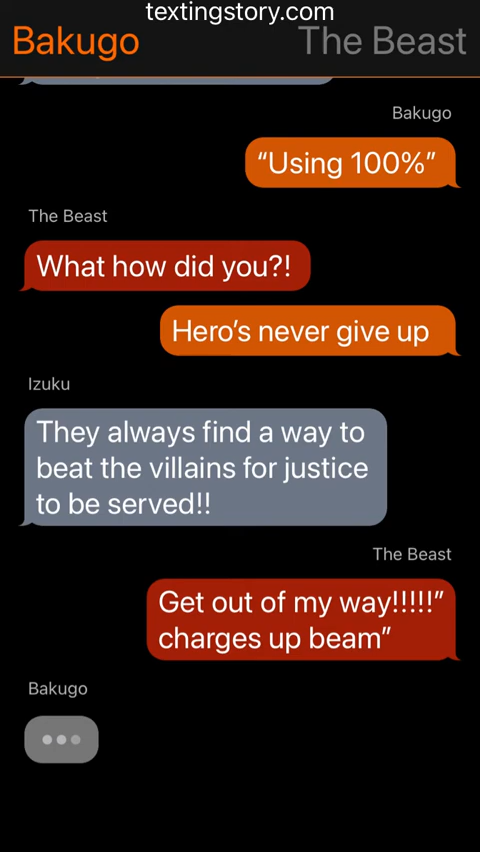 textingstory.com
Bakugo
The Beast
Bakugo
“Using 100%”
The Beast
What how did you?!
Hero’s never give up
Izuku
They always find a way to
beat the villains for justice
to be served!!
The Beast
Get out of my way!!!!!”
charges up beam”
Bakugo